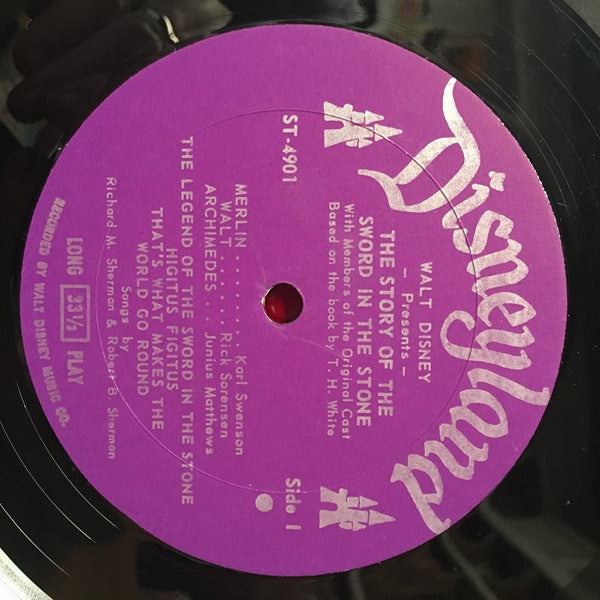 Disneyland
WALT DISNEY
- Presents -
THE STORY OF THE
SWORD IN THE STONE
With Members of the Original Cast
Based on the book by T. H. White
ST-4901
Side 1
MERLIN . . . . . . . Karl Swenson
WALT . . . . . . Rick Sorensen
ARCHIMEDES . . Junius Matthews
THE LEGEND OF THE SWORD IN THE STONE
HIGITUS FIGITUS
THAT'S WHAT MAKES THE
WORLD GO ROUND
Songs by
Richard M. Sherman & Robert B. Sherman
LONG 33⅓ PLAY
RECORDED BY WALT DISNEY MUSIC CO.